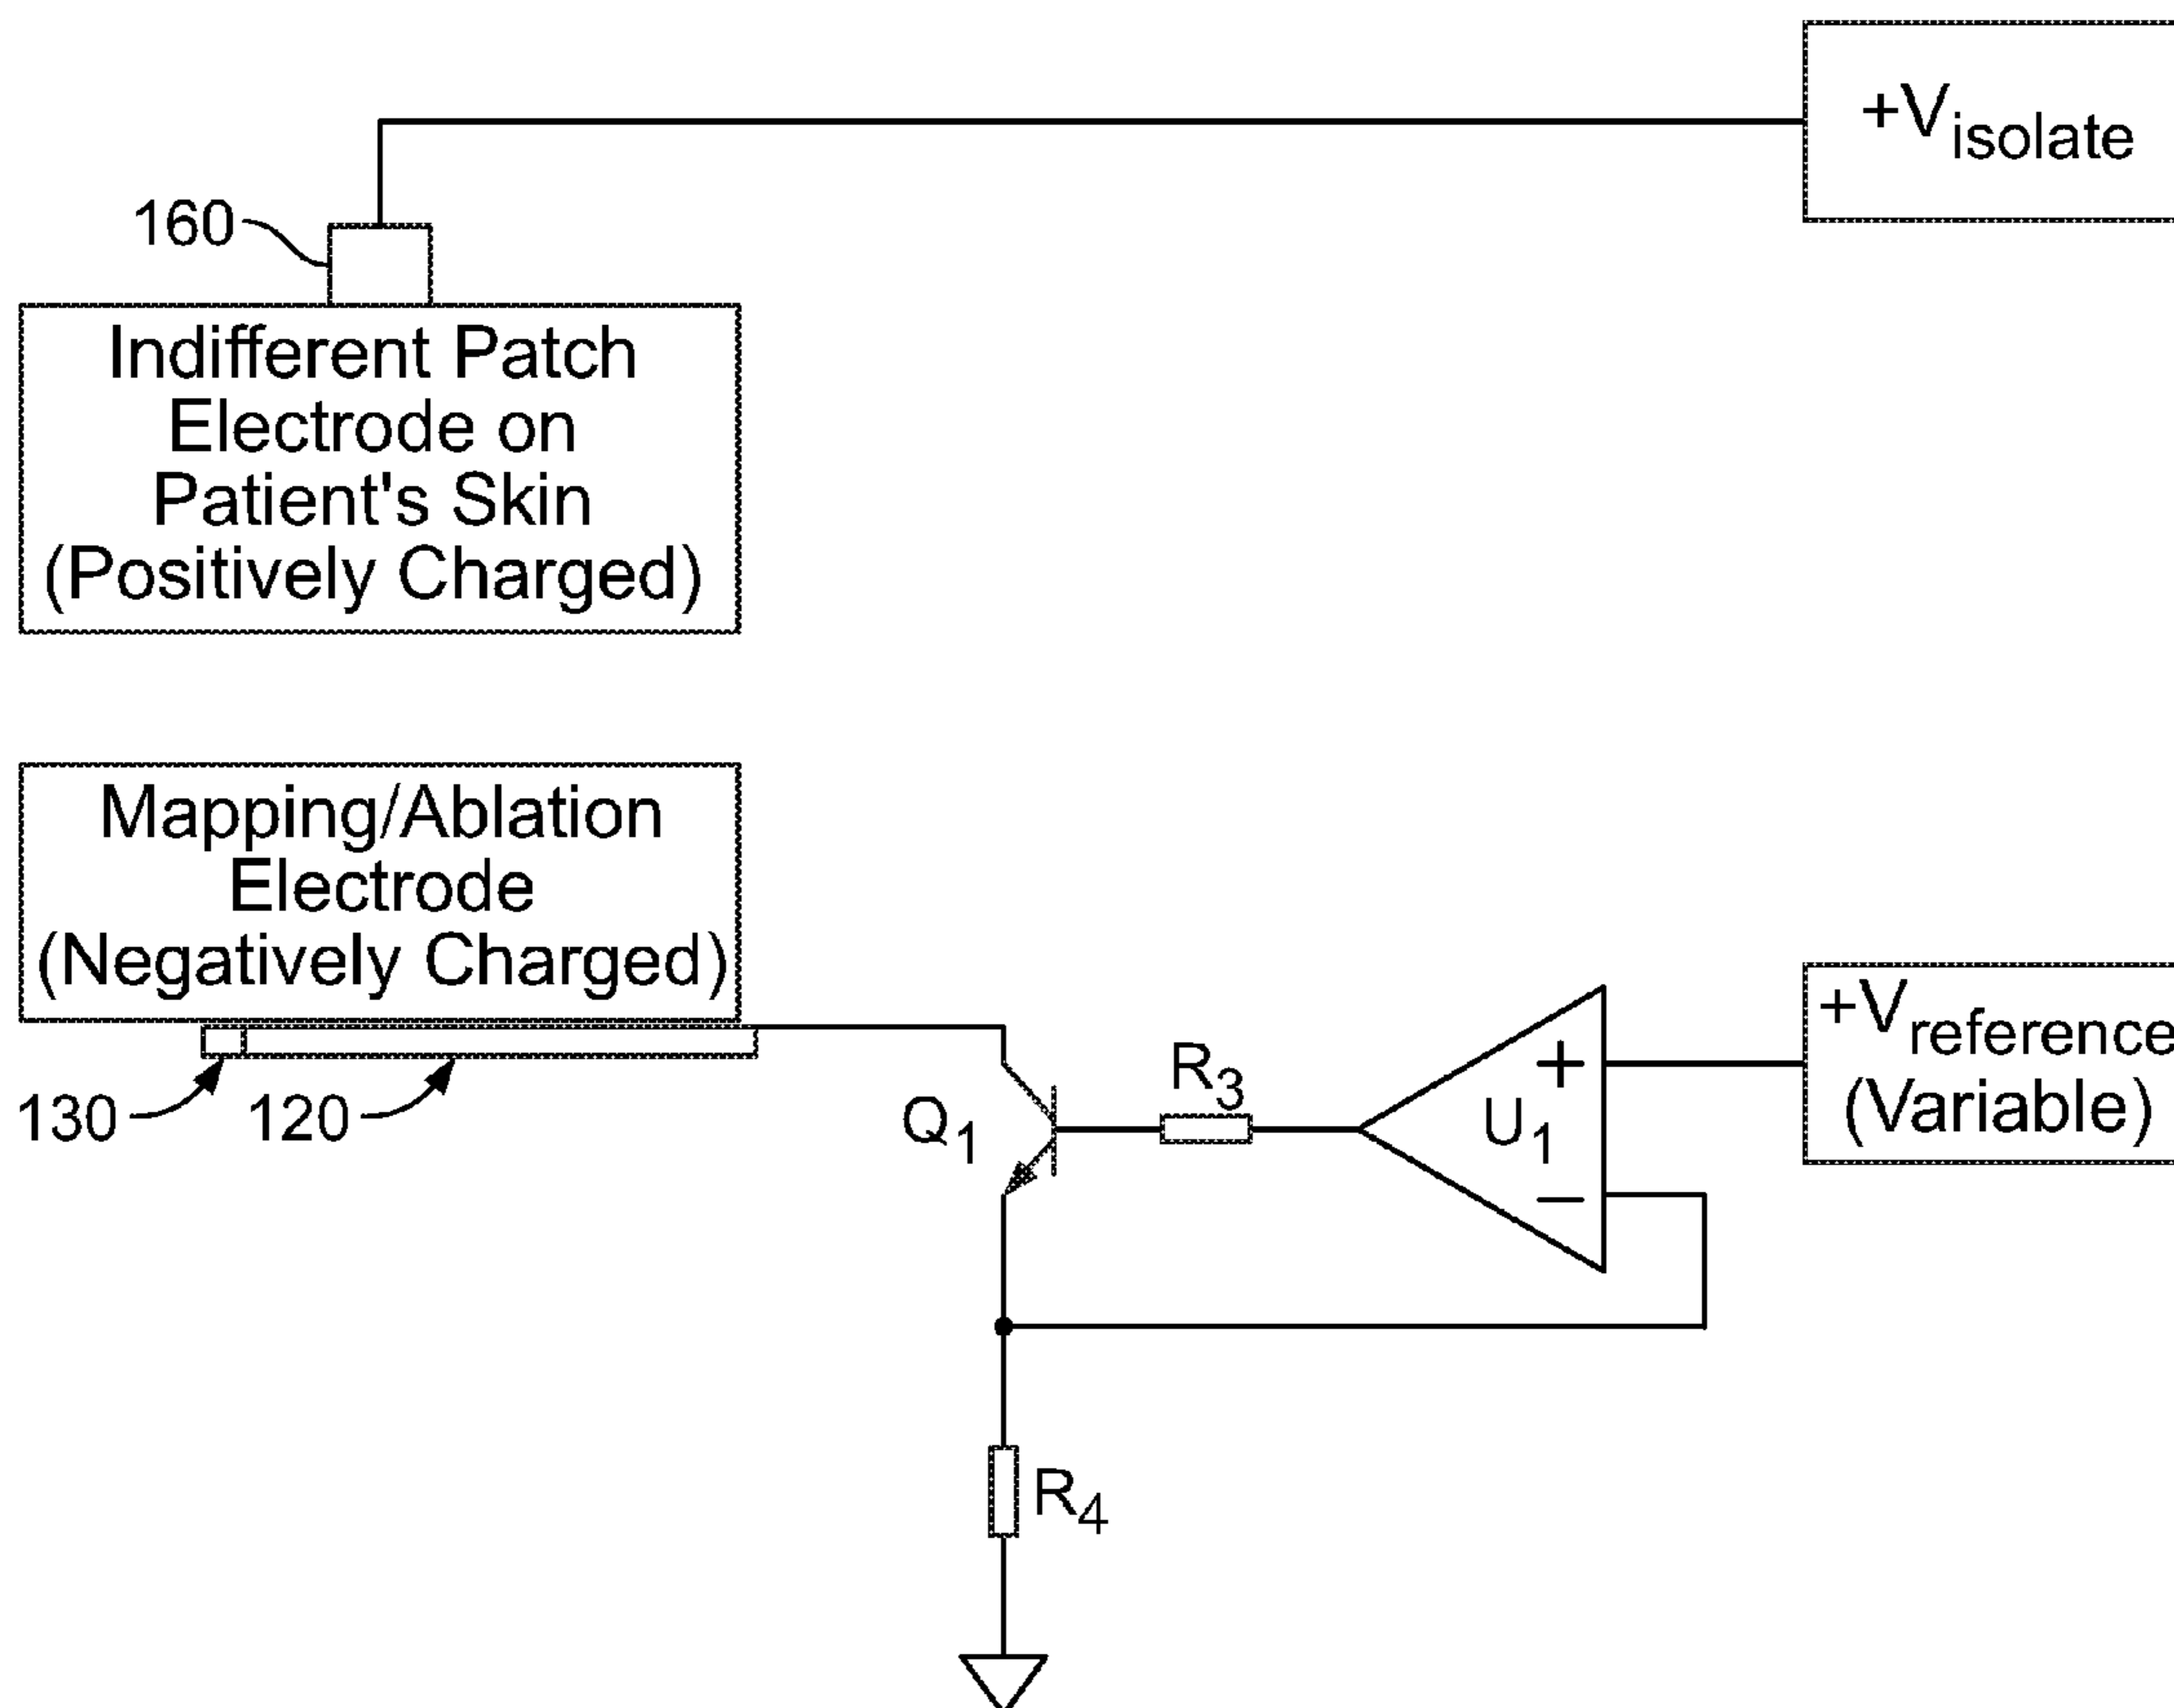 +Visolate
160
Indifferent Patch
Electrode on
Patient's Skin
(Positively Charged)
Mapping/Ablation
Electrode
(Negatively Charged)
130
120
Q1
R3
+
U1
−
+Vreference
(Variable)
R4